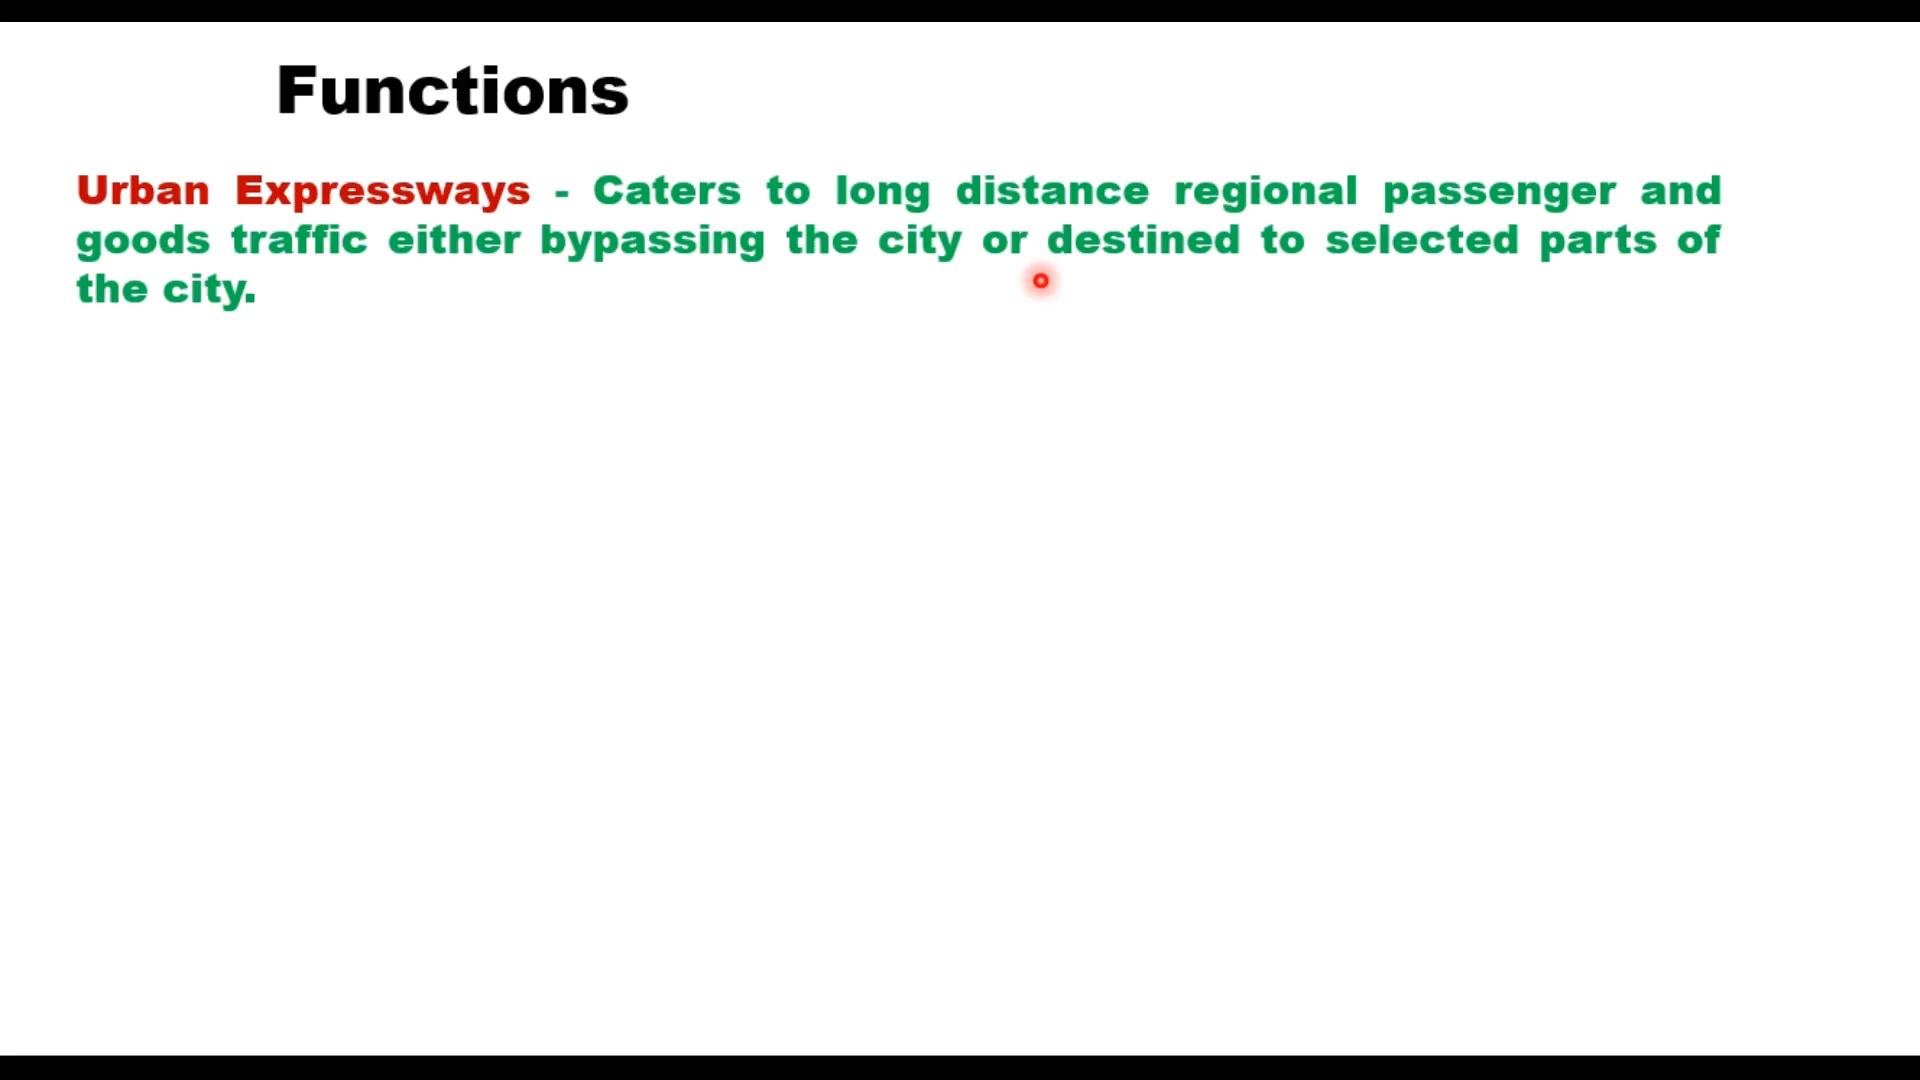 Functions
Urban Expressways - Caters to long distance regional passenger and
goods traffic either bypassing the city or destined to selected parts of
the city.